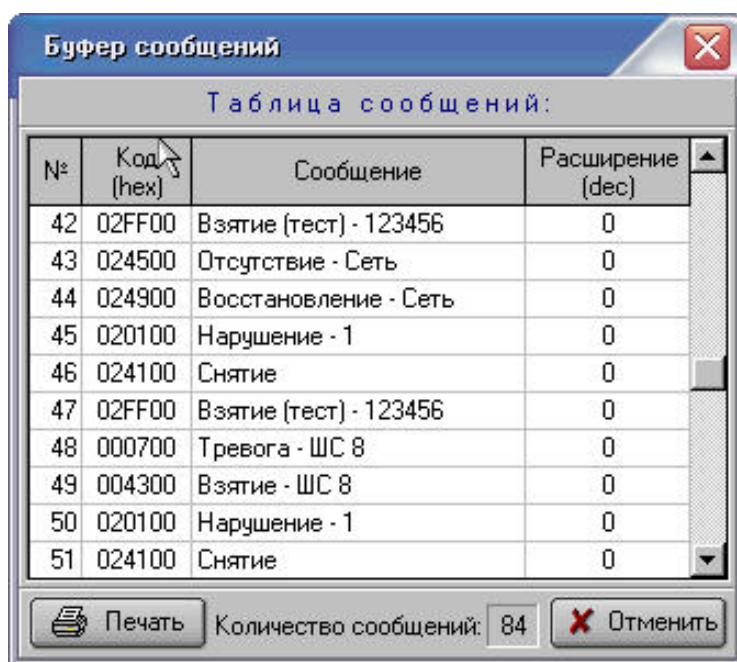 Буфер сообщений
Таблица сообщений:
№ Код (hex) Сообщение Расширение (dec)
42 02FF00 Взятие (тест) - 123456 0
43 024500 Отсутствие - Сеть 0
44 024900 Восстановление - Сеть 0
45 020100 Нарушение - 1 0
46 024100 Снятие 0
47 02FF00 Взятие (тест) - 123456 0
48 000700 Тревога - ШС 8 0
49 004300 Взятие - ШС 8 0
50 020100 Нарушение - 1 0
51 024100 Снятие 0
Печать Количество сообщений: 84 Отменить